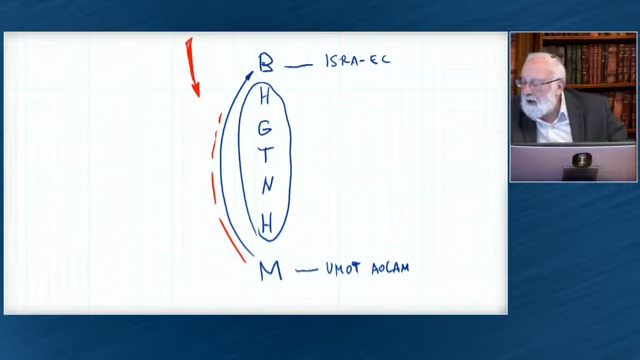 B — ISRA-EL
H
G
T
N
H
M — UMOT AOLAM